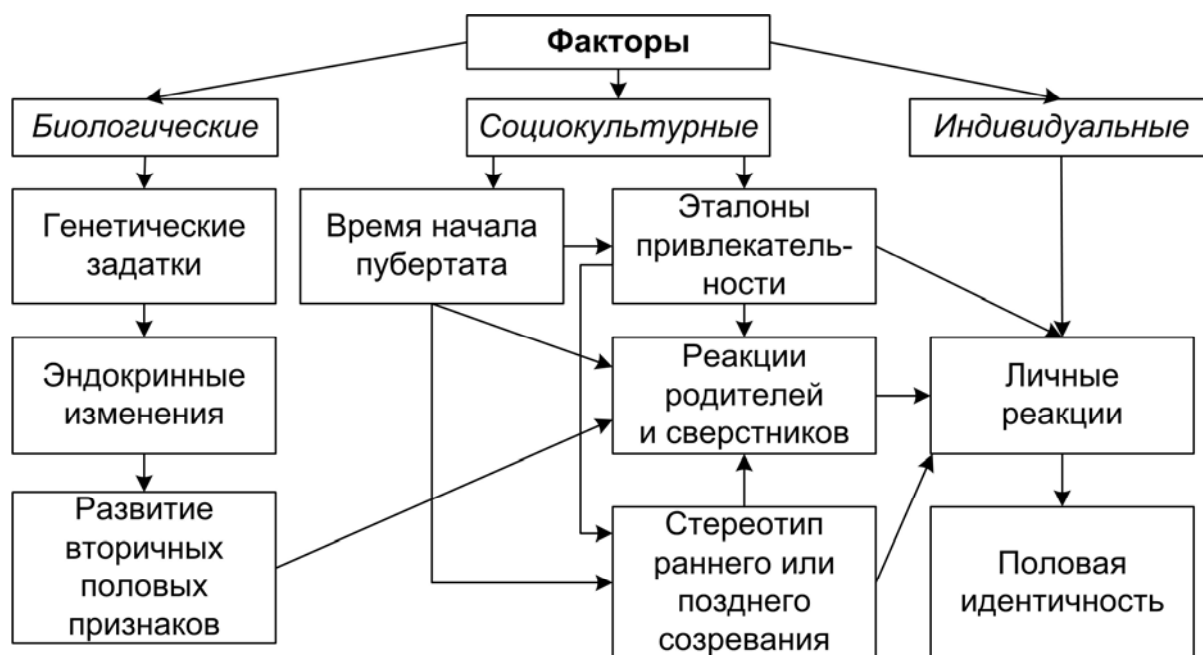 Факторы
Биологические
Социокультурные
Индивидуальные
Генетические
задатки
Время начала
пубертата
Эталоны
привлекатель-
ности
Эндокринные
изменения
Реакции
родителей
и сверстников
Личные
реакции
Развитие
вторичных
половых
признаков
Стереотип
раннего или
позднего
созревания
Половая
идентичность